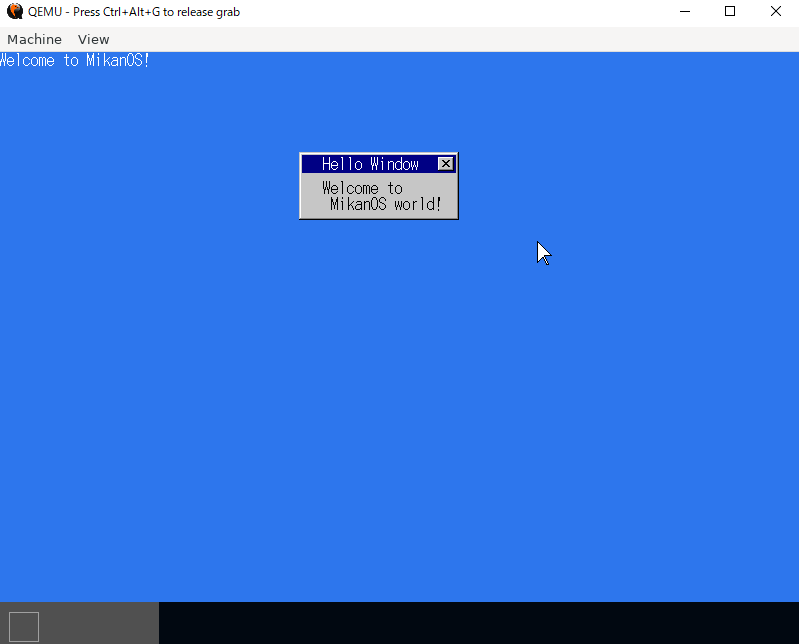 QEMU - Press Ctrl+Alt+G to release grab
Machine View
Welcome to MikanOS!
Hello Window
Welcome to
MikanOS world!